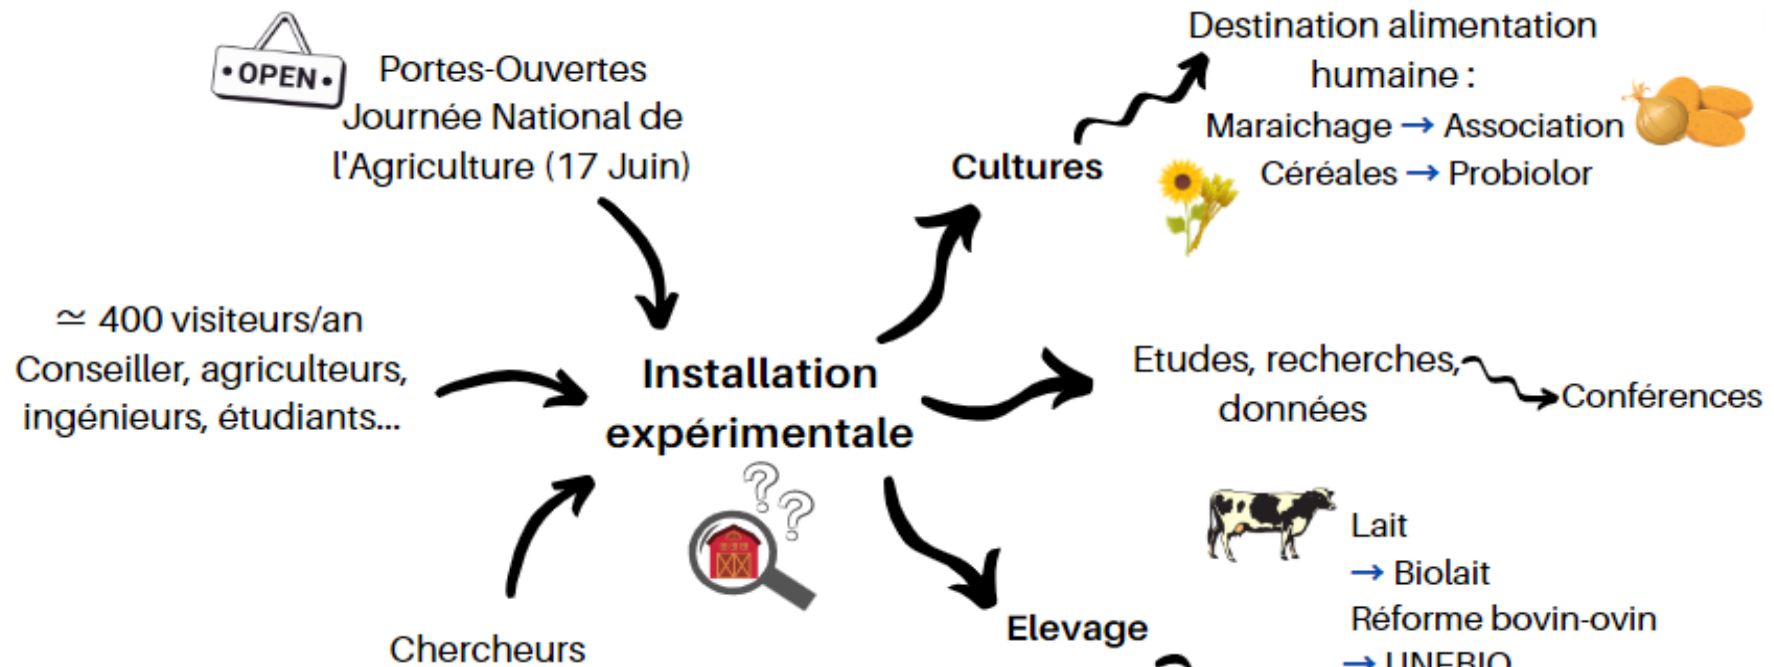 OPEN
Portes-Ouvertes
Journée National de
l'Agriculture (17 Juin)
≃ 400 visiteurs/an
Conseiller, agriculteurs,
ingénieurs, étudiants...
Chercheurs
Installation
expérimentale
??
Cultures
Destination alimentation
humaine :
Maraichage → Association
Céréales → Probiolor
Etudes, recherches,
données
Conférences
Elevage
Lait
→ Biolait
Réforme bovin-ovin
→ UNEBIO